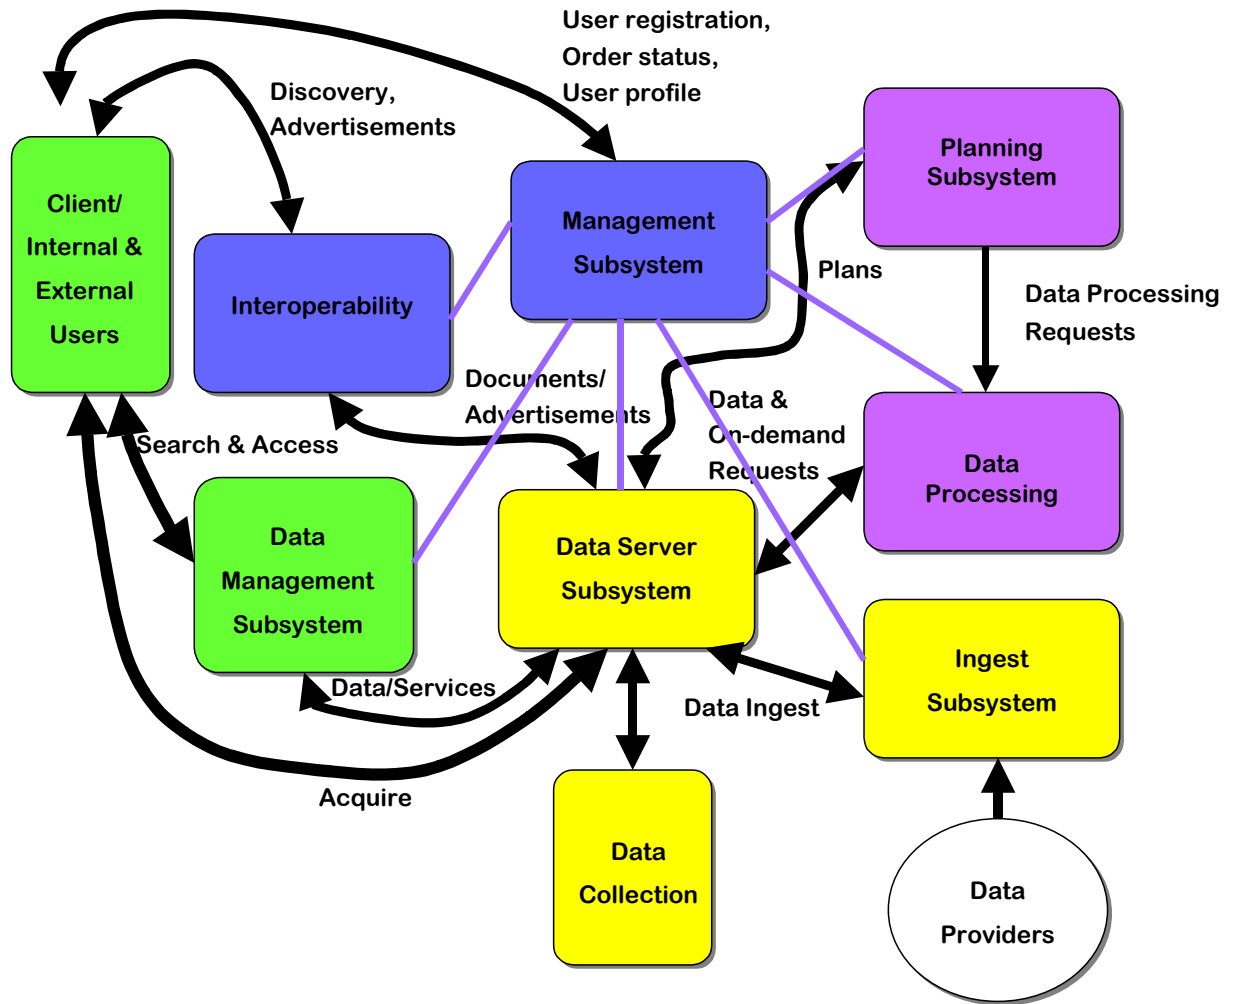 User registration,
Order status,
User profile
Discovery,
Advertisements
Planning
Subsystem
Client/
Internal &
External
Users
Management
Subsystem
Interoperability
Plans
Data Processing
Requests
Documents/
Advertisements
Data &
On-demand
Requests
Search & Access
Data
Processing
Data
Management
Subsystem
Data Server
Subsystem
Ingest
Subsystem
Data/Services
Data Ingest
Acquire
Data
Collection
Data
Providers